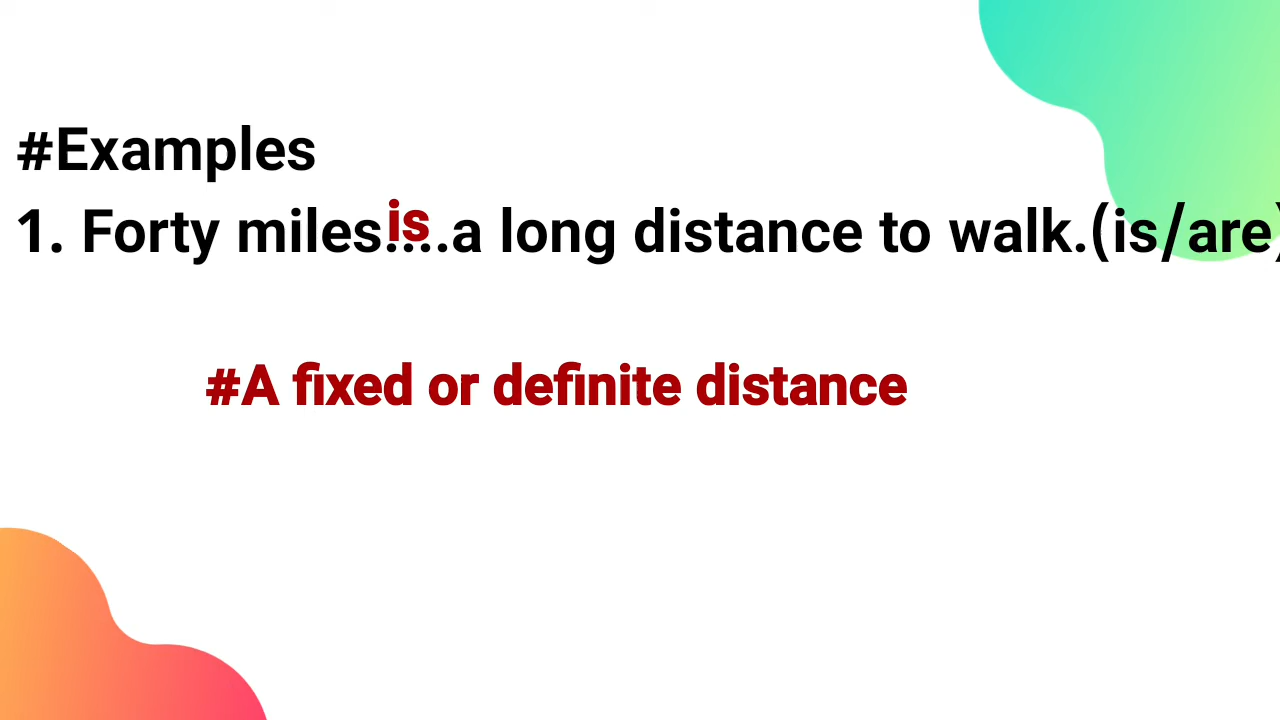 #Examples
1. Forty miles.is..a long distance to walk.(is/are)
#A fixed or definite distance